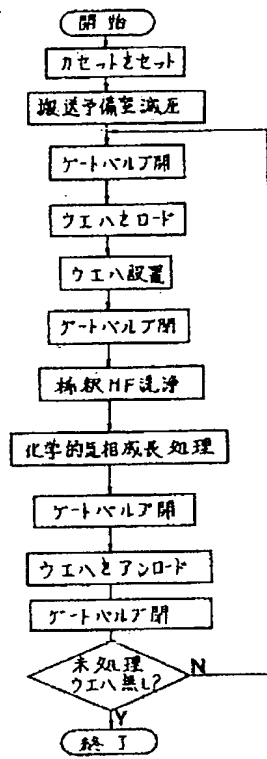 開始
カセットをセット
搬送予備室減圧
ゲートバルブ開
ウエハをロード
ウエハ設置
ゲートバルブ閉
稀釈HF洗浄
化学的気相成長処理
ゲートバルブ開
ウエハをアンロード
ゲートバルブ閉
未処理
ウエハ無し?
N
Y
終了